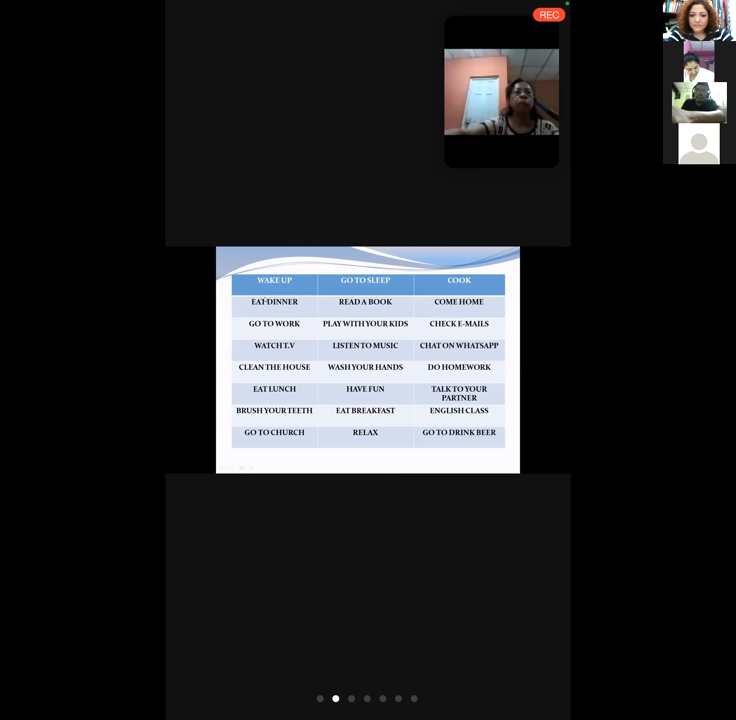 REC
WAKE UP GO TO SLEEP COOK
EAT DINNER READ A BOOK COME HOME
GO TO WORK PLAY WITH YOUR KIDS CHECK E-MAILS
WATCH T.V LISTEN TO MUSIC CHAT ON WHATSAPP
CLEAN THE HOUSE WASH YOUR HANDS DO HOMEWORK
EAT LUNCH HAVE FUN TALK TO YOUR
PARTNER
BRUSH YOUR TEETH EAT BREAKFAST ENGLISH CLASS
GO TO CHURCH RELAX GO TO DRINK BEER